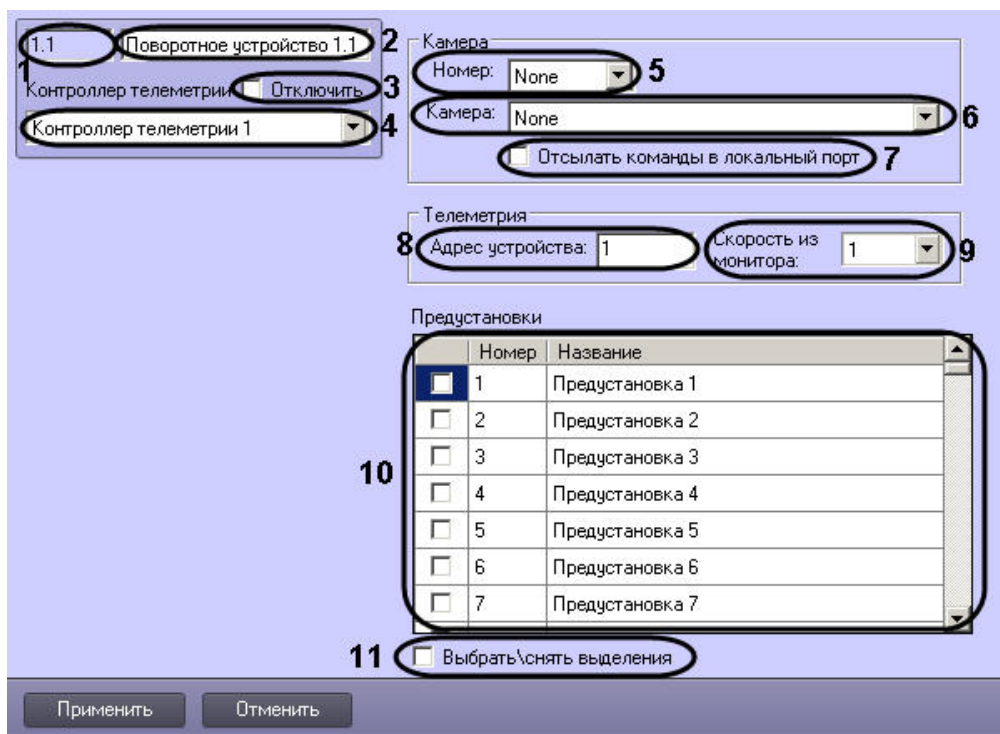 1.1 Поворотное устройство 1.1 2
1
Контроллер телеметрии Отключить 3
Контроллер телеметрии 1 4
Камера
Номер: None 5
Камера: None 6
Отсылать команды в локальный порт 7
Телеметрия
8 Адрес устройства: 1 Скорость из монитора: 1 9
Предустановки
Номер Название
1 Предустановка 1
2 Предустановка 2
3 Предустановка 3
10
4 Предустановка 4
5 Предустановка 5
6 Предустановка 6
7 Предустановка 7
11 Выбрать\снять выделения
Применить Отменить